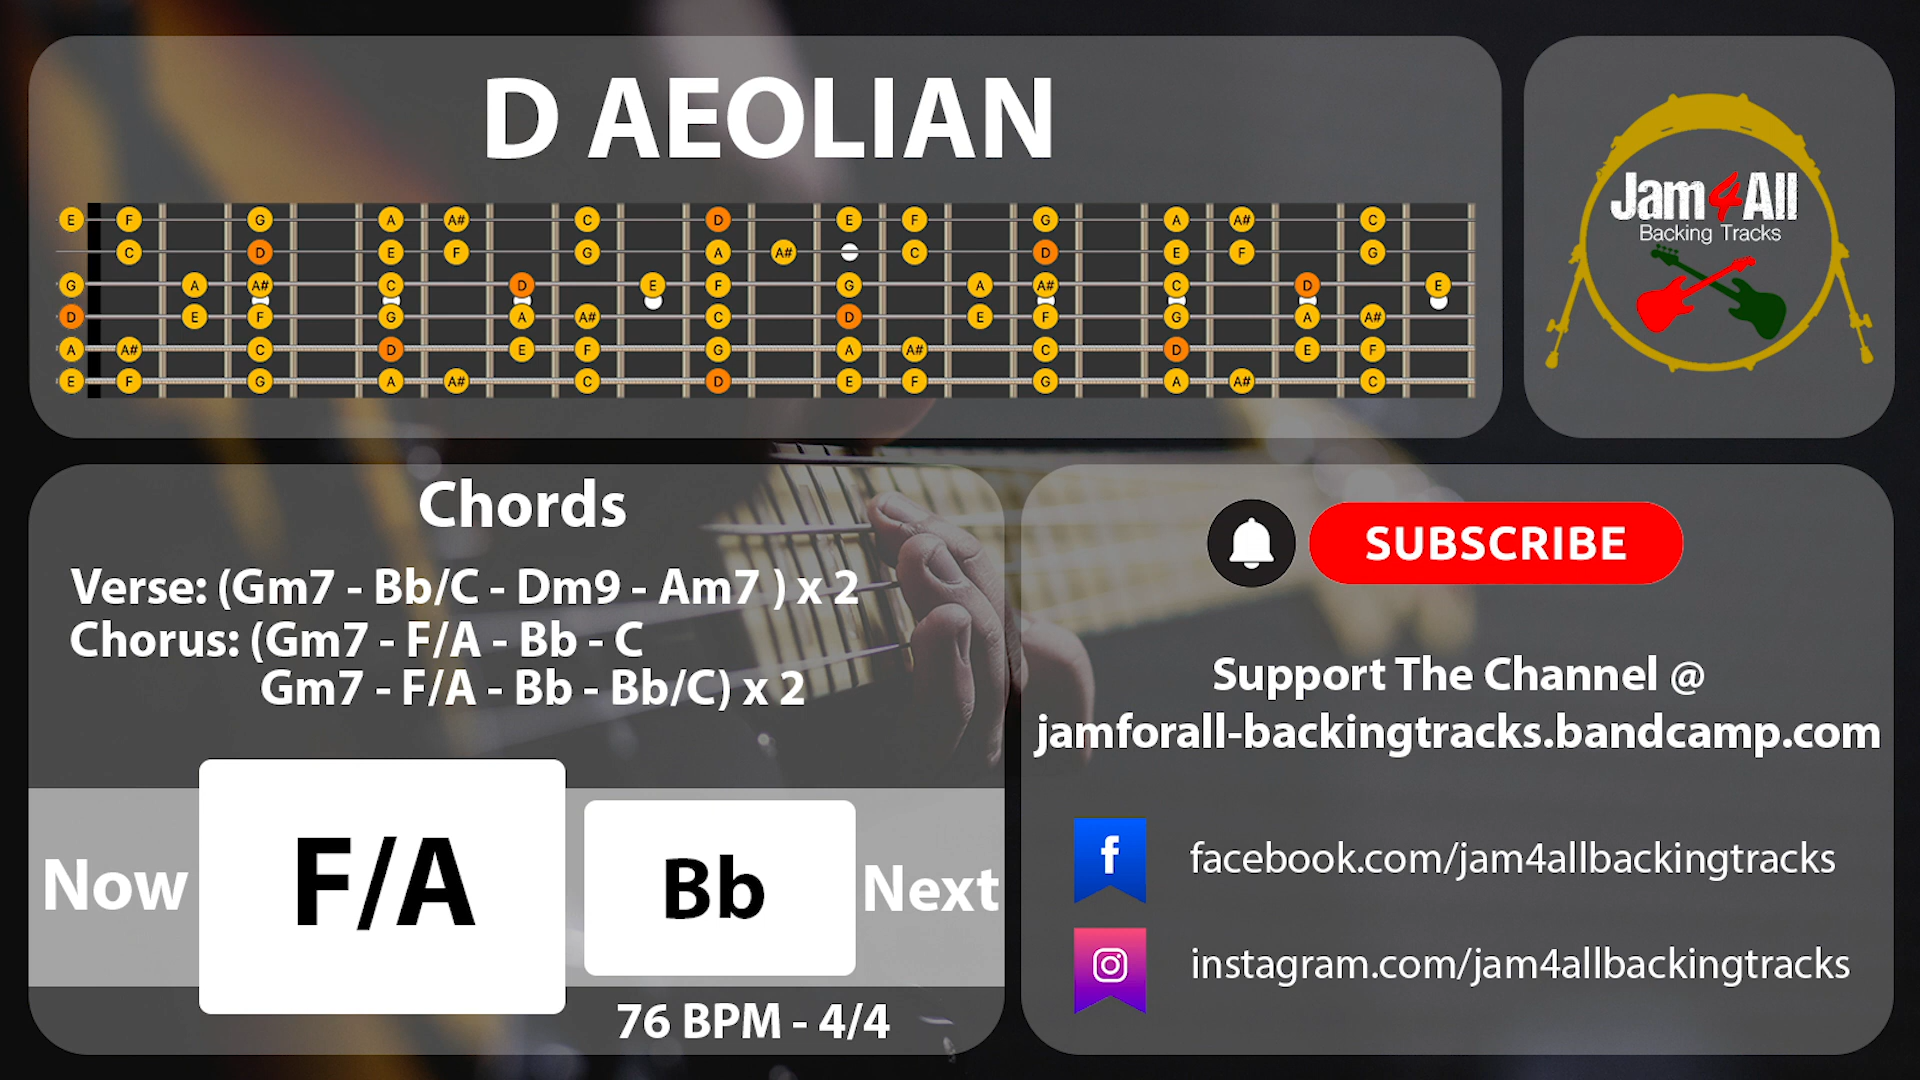 D AEOLIAN
E F G A A# C D E F G A A# C
C D E F G A A# C D E F G
G A A# C D E F G A A# C D E
D E F G A A# C D E F G A A#
A A# C D E F G A A# C D E F
E F G A A# C D E F G A A# C
Jam4All
Backing Tracks
Chords
Verse: (Gm7 - Bb/C - Dm9 - Am7 ) x 2
Chorus: (Gm7 - F/A - Bb - C
Gm7 - F/A - Bb - Bb/C) x 2
Now
F/A
Bb
Next
76 BPM - 4/4
SUBSCRIBE
Support The Channel @
jamforall-backingtracks.bandcamp.com
f
facebook.com/jam4allbackingtracks
instagram.com/jam4allbackingtracks